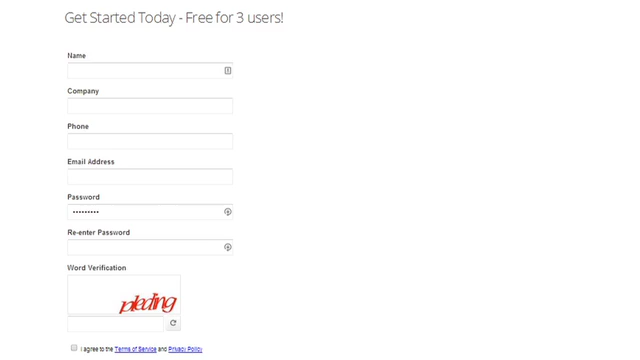 Get Started Today - Free for 3 users!
Name
Company
Phone
Email Address
Password
Re-enter Password
Word Verification
pleding
I agree to the Terms of Service and Privacy Policy